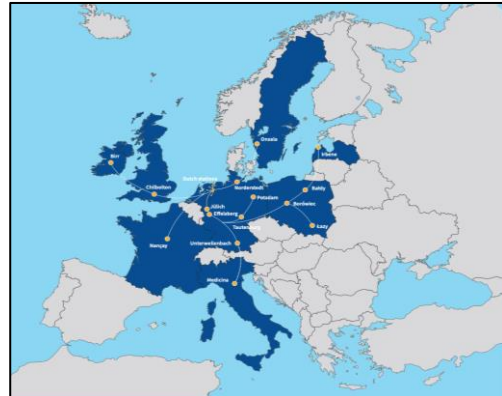 Onsala
Irbene
Birr
Dutch stations
Norderstedt
Bałdy
Chilbolton
Potsdam
Jülich
Borówiec
Effelsberg
Tautenburg
Łazy
Nançay
Unterweilenbach
Medicina